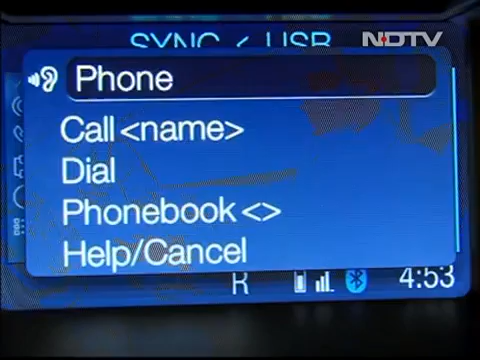 SYNC < USB
NDTV
Phone
Call <name>
Dial
Phonebook <>
Help/Cancel
R
4:53